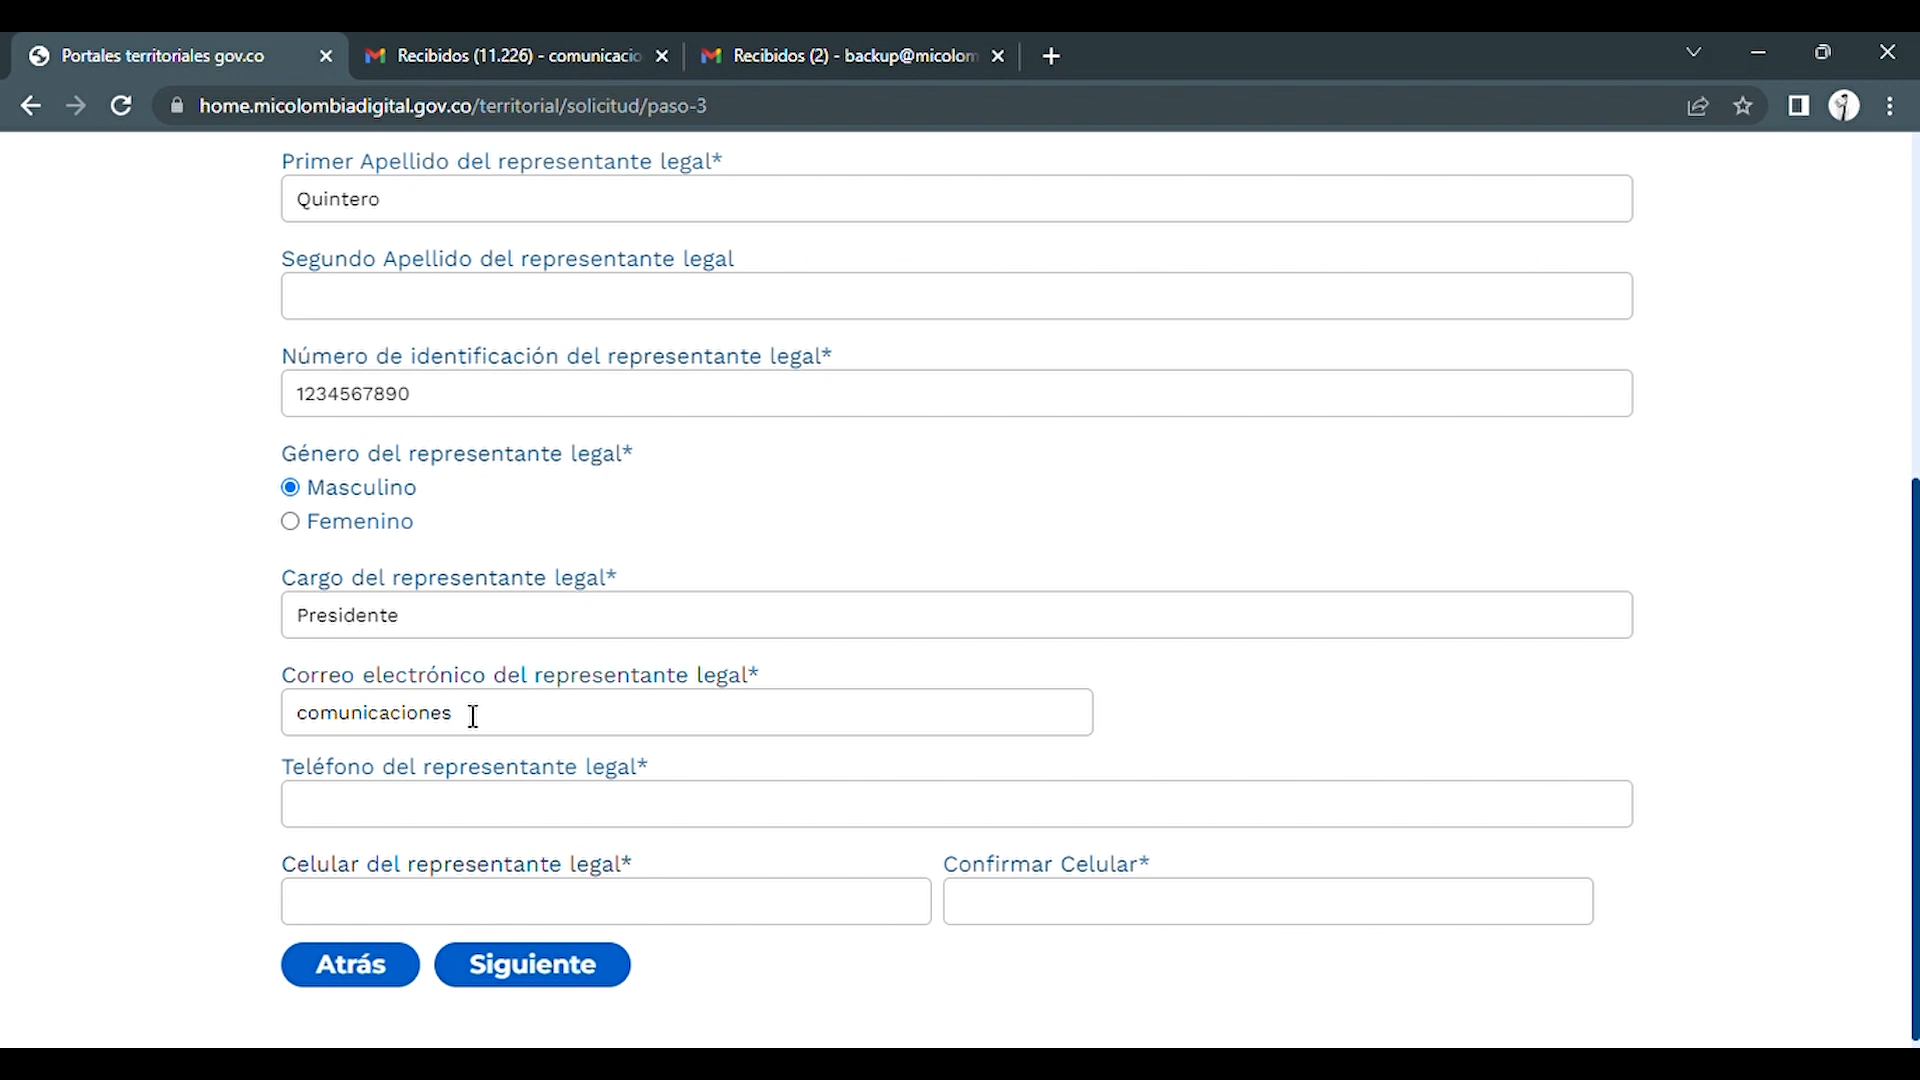 Portales territoriales gov.co
Recibidos (11.226) - comunicacio
Recibidos (2) - backup@micolom
home.micolombiadigital.gov.co/territorial/solicitud/paso-3
Primer Apellido del representante legal*
Quintero
Segundo Apellido del representante legal
Número de identificación del representante legal*
1234567890
Género del representante legal*
Masculino
Femenino
Cargo del representante legal*
Presidente
Correo electrónico del representante legal*
comunicaciones
Teléfono del representante legal*
Celular del representante legal* Confirmar Celular*
Atrás Siguiente